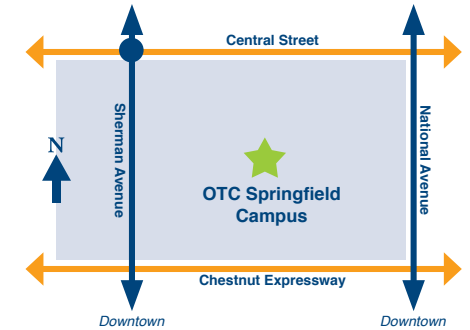 Central Street
Sherman Avenue
National Avenue
N
OTC Springfield
Campus
Chestnut Expressway
Downtown
Downtown